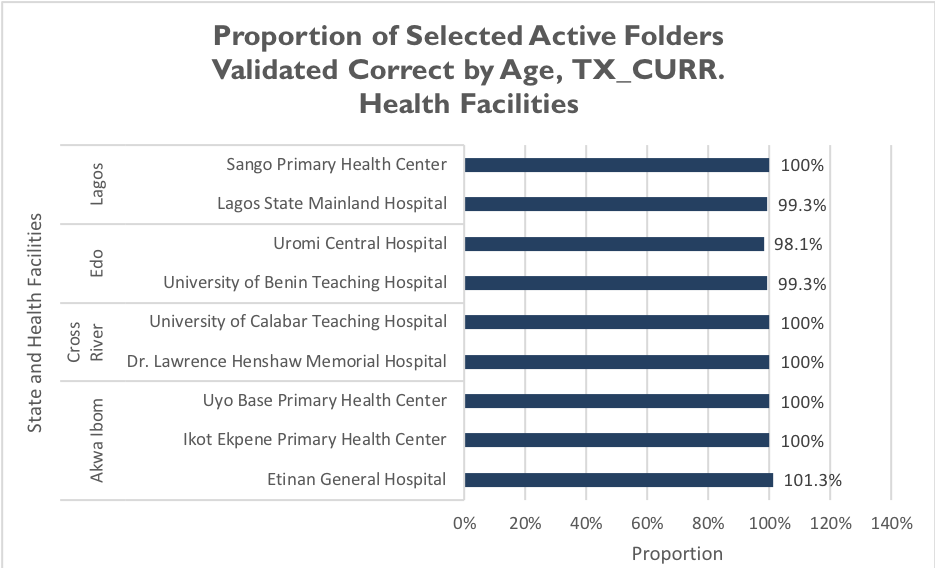 Proportion of Selected Active Folders
Validated Correct by Age, TX_CURR.
Health Facilities
State and Health Facilities
Lagos
Sango Primary Health Center 100%
Lagos State Mainland Hospital 99.3%
Edo
Uromi Central Hospital 98.1%
University of Benin Teaching Hospital 99.3%
Cross
River
University of Calabar Teaching Hospital 100%
Dr. Lawrence Henshaw Memorial Hospital 100%
Akwa Ibom
Uyo Base Primary Health Center 100%
Ikot Ekpene Primary Health Center 100%
Etinan General Hospital 101.3%
0% 20% 40% 60% 80% 100% 120% 140%
Proportion